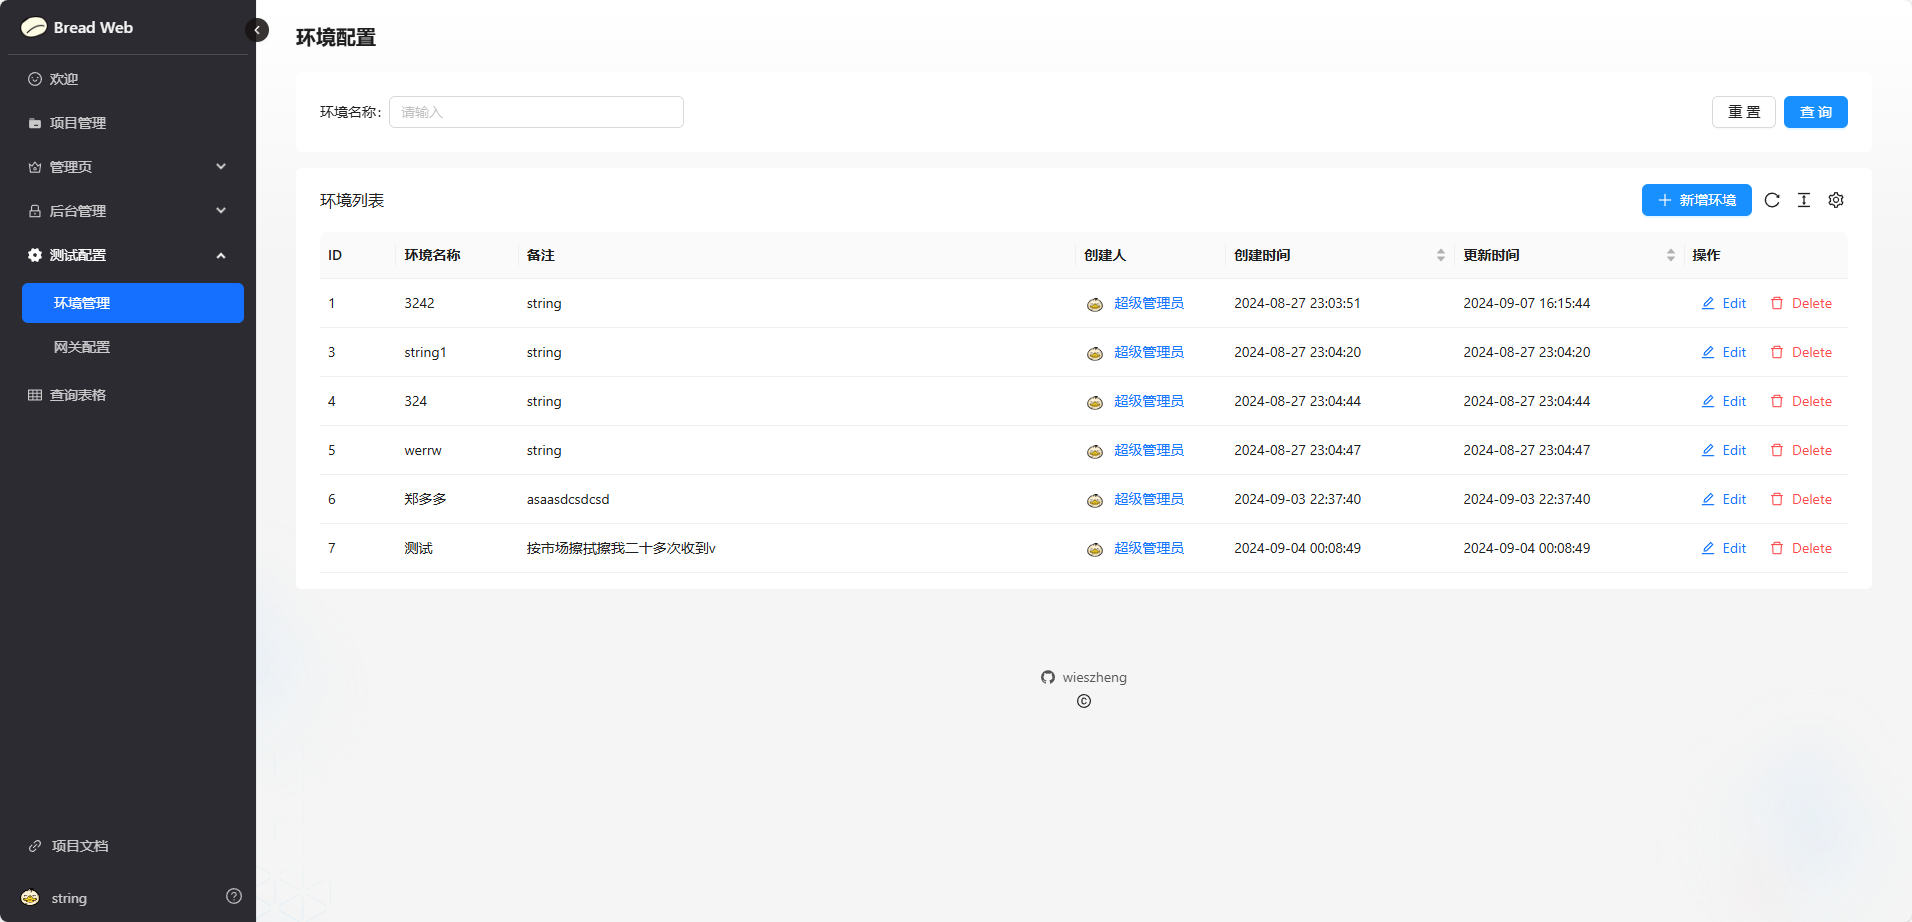 Bread Web
欢迎
项目管理
管理页
后台管理
测试配置
环境管理
网关配置
查询表格
项目文档
string
环境配置
环境名称: 请输入 重 置 查 询
环境列表 新增环境
ID 环境名称 备注 创建人 创建时间 更新时间 操作
1 3242 string 超级管理员 2024-08-27 23:03:51 2024-09-07 16:15:44 Edit Delete
3 string1 string 超级管理员 2024-08-27 23:04:20 2024-08-27 23:04:20 Edit Delete
4 324 string 超级管理员 2024-08-27 23:04:44 2024-08-27 23:04:44 Edit Delete
5 werrw string 超级管理员 2024-08-27 23:04:47 2024-08-27 23:04:47 Edit Delete
6 郑多多 asaasdcsdcsd 超级管理员 2024-09-03 22:37:40 2024-09-03 22:37:40 Edit Delete
7 测试 按市场擦拭擦我二十多次收到v 超级管理员 2024-09-04 00:08:49 2024-09-04 00:08:49 Edit Delete
wieszheng
©